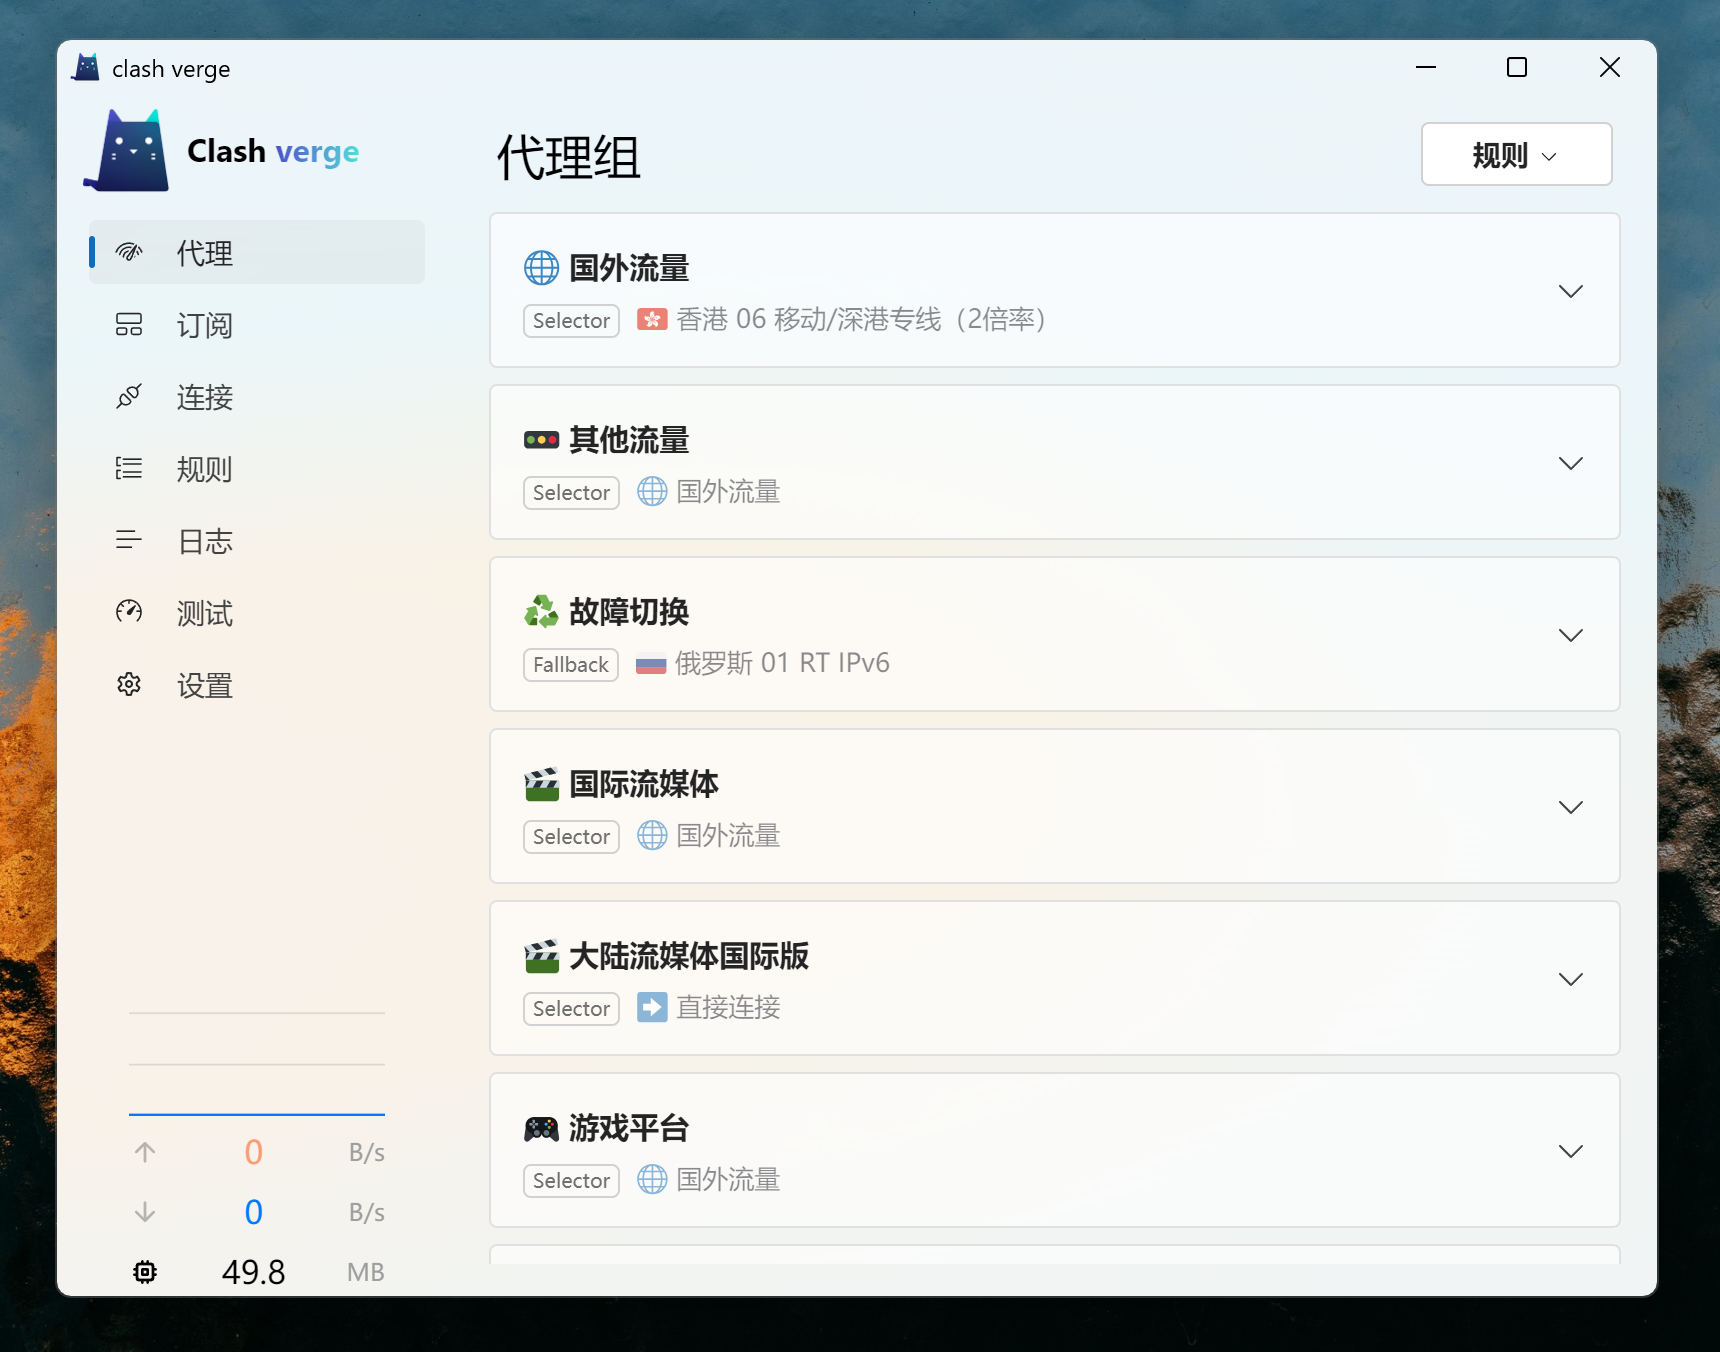 clash verge
Clash verge
代理
订阅
连接
规则
日志
测试
设置
0 B/s
0 B/s
49.8 MB
代理组
规则
国外流量
Selector 香港 06 移动/深港专线（2倍率）
其他流量
Selector 国外流量
故障切换
Fallback 俄罗斯 01 RT IPv6
国际流媒体
Selector 国外流量
大陆流媒体国际版
Selector 直接连接
游戏平台
Selector 国外流量